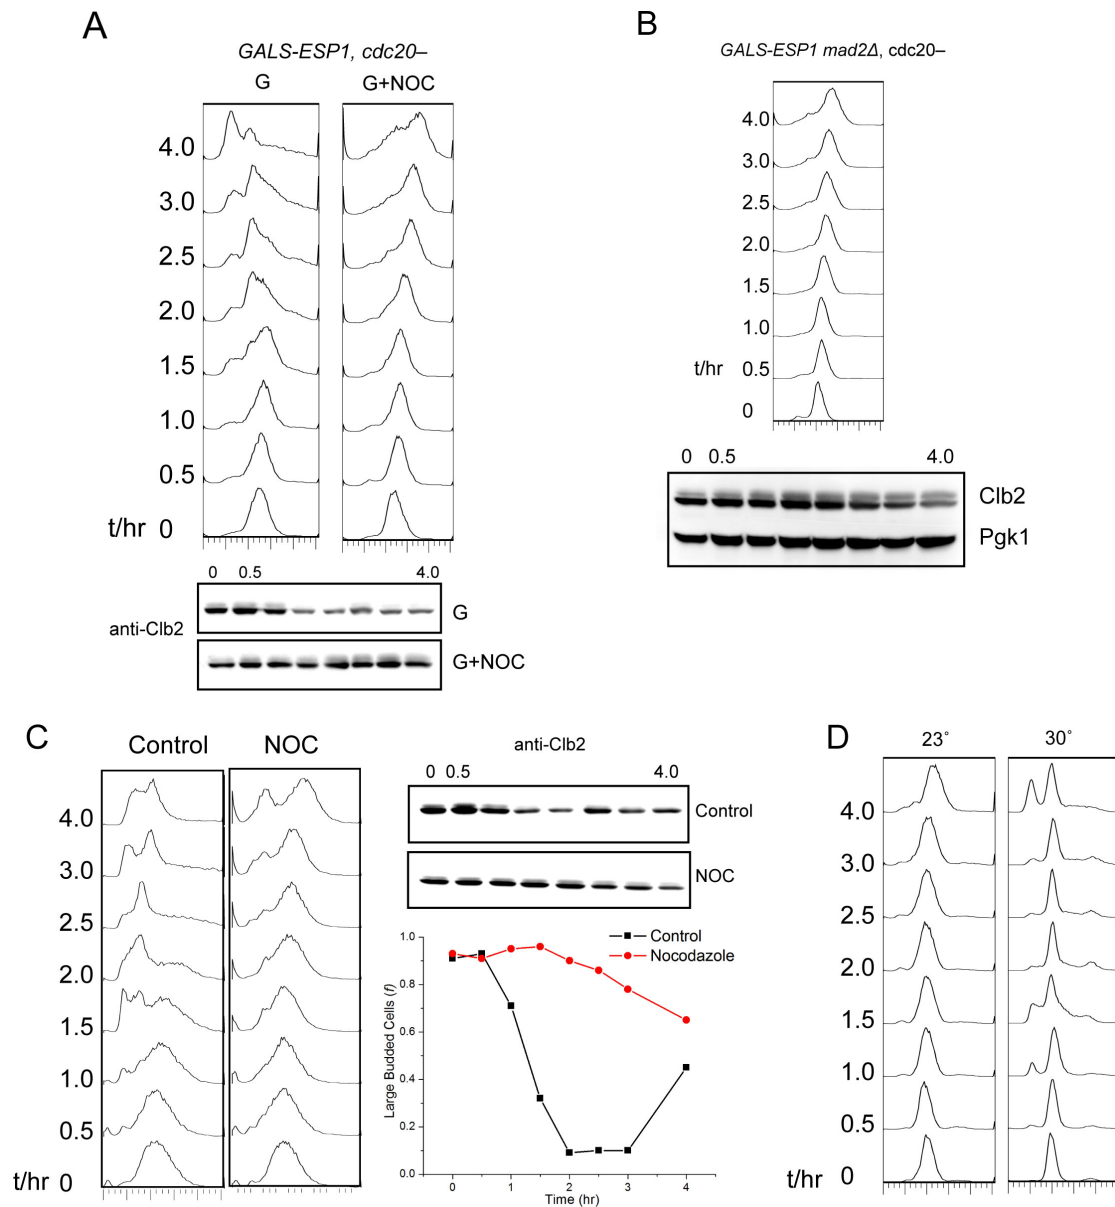 A
GALS-ESP1, cdc20–
G
G+NOC
4.0
3.0
2.5
2.0
1.5
1.0
0.5
t/hr 0
0 0.5 4.0
anti-Clb2
G
G+NOC
B
GALS-ESP1 mad2Δ, cdc20–
4.0
3.0
2.5
2.0
1.5
1.0
t/hr 0.5
0
0 0.5 4.0
Clb2
Pgk1
C
Control
NOC
4.0
3.0
2.5
2.0
1.5
1.0
0.5
t/hr 0
anti-Clb2
0 0.5 4.0
Control
NOC
Control
Nocodazole
Large Budded Cells (f)
1.0
0.8
0.6
0.4
0.2
0.0
0 1 2 3 4
Time (hr)
D
23°
30°
4.0
3.0
2.5
2.0
1.5
1.0
0.5
t/hr 0